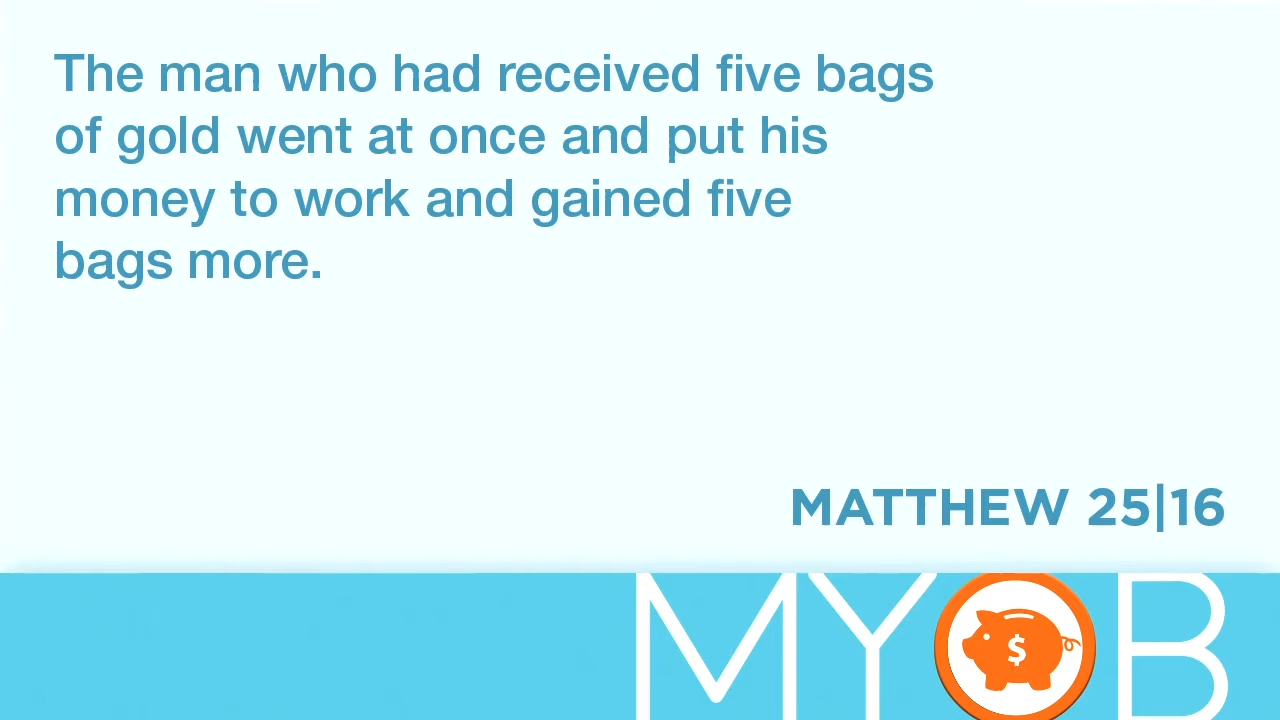 The man who had received five bags
of gold went at once and put his
money to work and gained five
bags more.
MATTHEW 25|16
MYOB
$